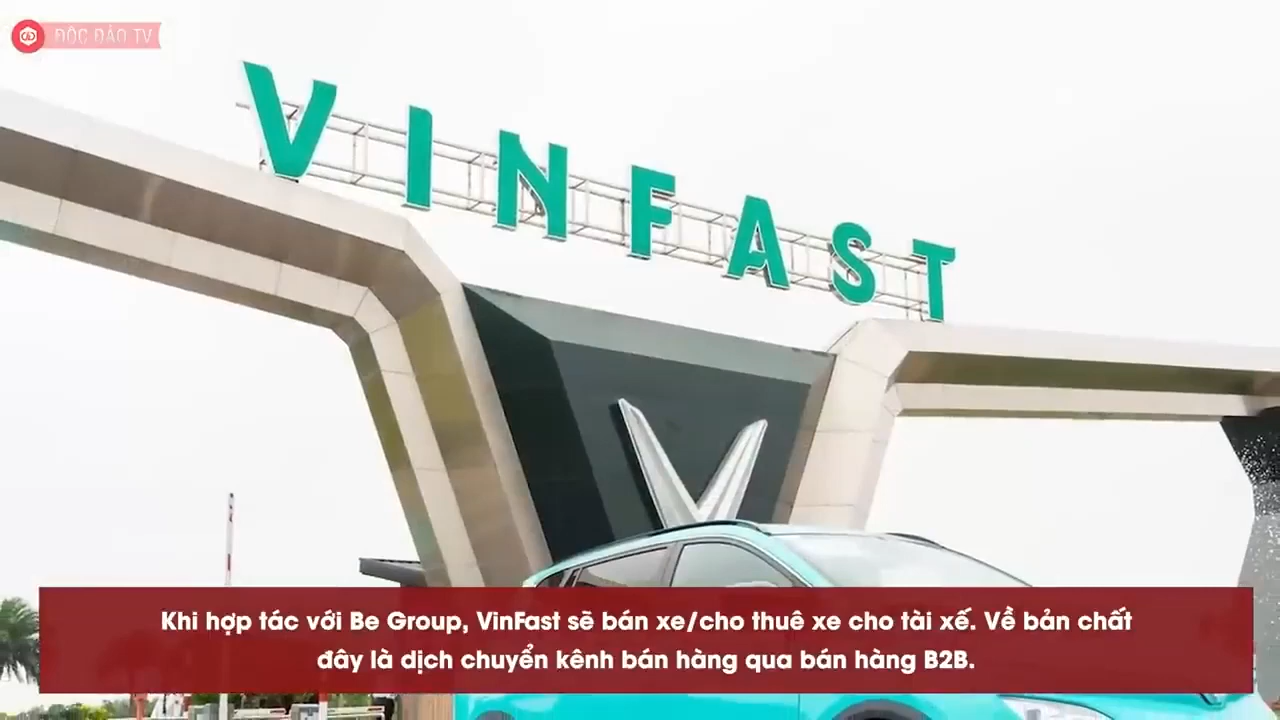 ĐỘC ĐÁO TV
VINFAST
Khi hợp tác với Be Group, VinFast sẽ bán xe/cho thuê xe cho tài xế. Về bản chất
đây là dịch chuyển kênh bán hàng qua bán hàng B2B.